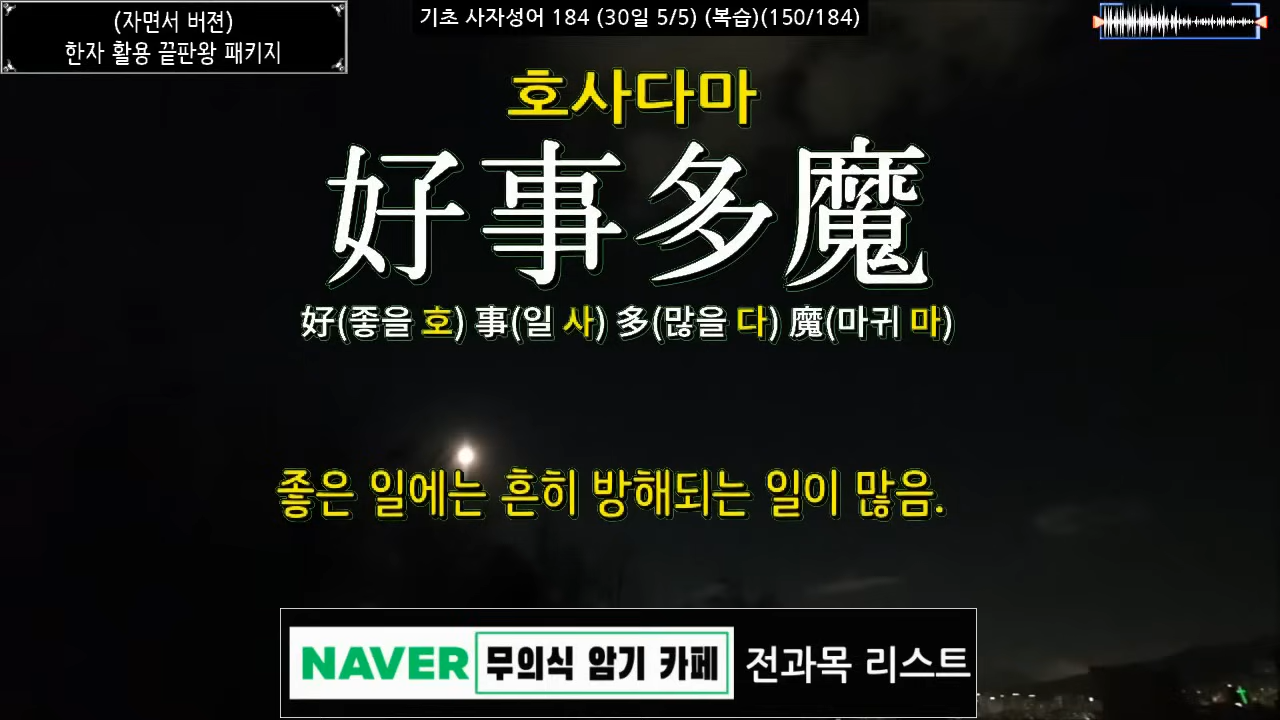 (자면서 버젼)
한자 활용 끝판왕 패키지
기초 사자성어 184 (30일 5/5) (복습)(150/184)
호사다마
好事多魔
好(좋을 호) 事(일 사) 多(많을 다) 魔(마귀 마)
좋은 일에는 흔히 방해되는 일이 많음.
NAVER 무의식 암기 카페 전과목 리스트